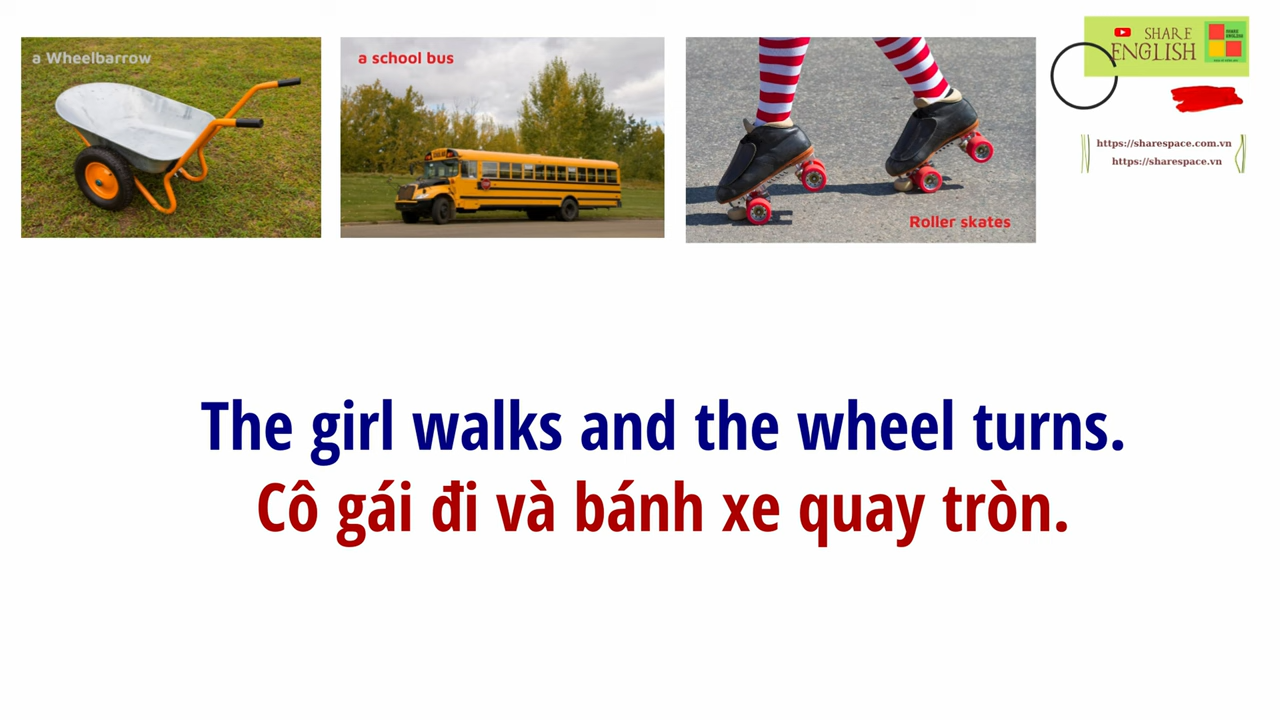 a Wheelbarrow
a school bus
Roller skates
SHARE
ENGLISH
https://sharespace.com.vn
https://sharespace.vn
The girl walks and the wheel turns.
Cô gái đi và bánh xe quay tròn.